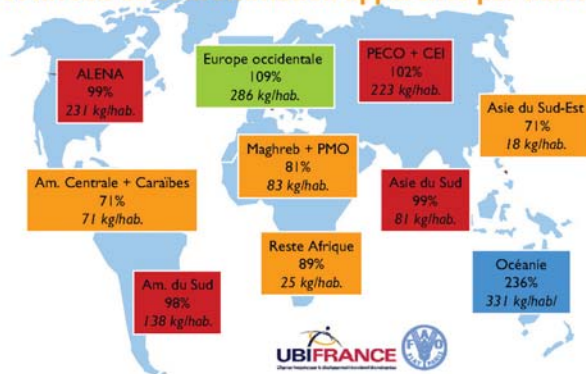 ALENA
99%
231 kg/hab.
Europe occidentale
109%
286 kg/hab.
PECO + CEI
102%
223 kg/hab.
Asie du Sud-Est
71%
18 kg/hab.
Maghreb + PMO
81%
83 kg/hab.
Am. Centrale + Caraïbes
71%
71 kg/hab.
Asie du Sud
99%
81 kg/hab.
Reste Afrique
89%
25 kg/hab.
Océanie
236%
331 kg/hab/
Am. du Sud
98%
138 kg/hab.
UBIFRANCE
FAO
FIAT PANIS